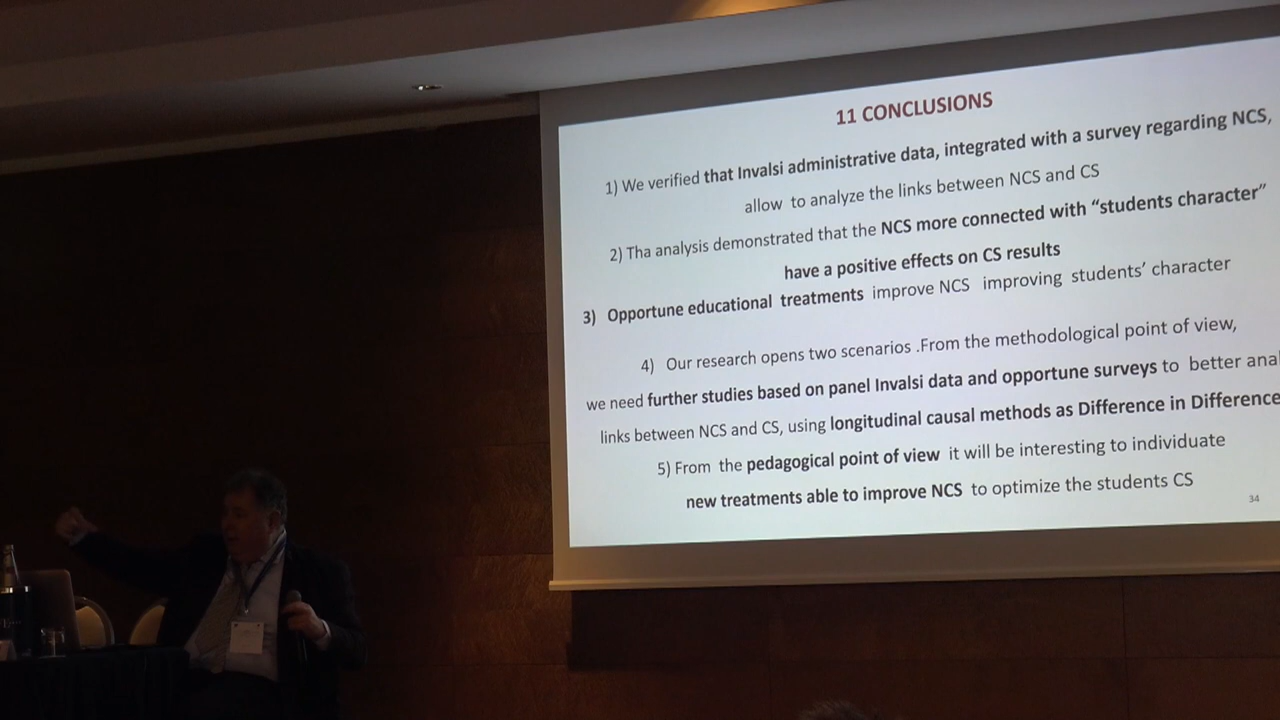 11 CONCLUSIONS
1) We verified that Invalsi administrative data, integrated with a survey regarding NCS,
allow to analyze the links between NCS and CS
2) Tha analysis demonstrated that the NCS more connected with “students character”
have a positive effects on CS results
3) Opportune educational treatments improve NCS improving students’ character
4) Our research opens two scenarios .From the methodological point of view,
we need further studies based on panel Invalsi data and opportune surveys to better
links between NCS and CS, using longitudinal causal methods as Difference in Difference
5) From the pedagogical point of view it will be interesting to individuate
new treatments able to improve NCS to optimize the students CS
34